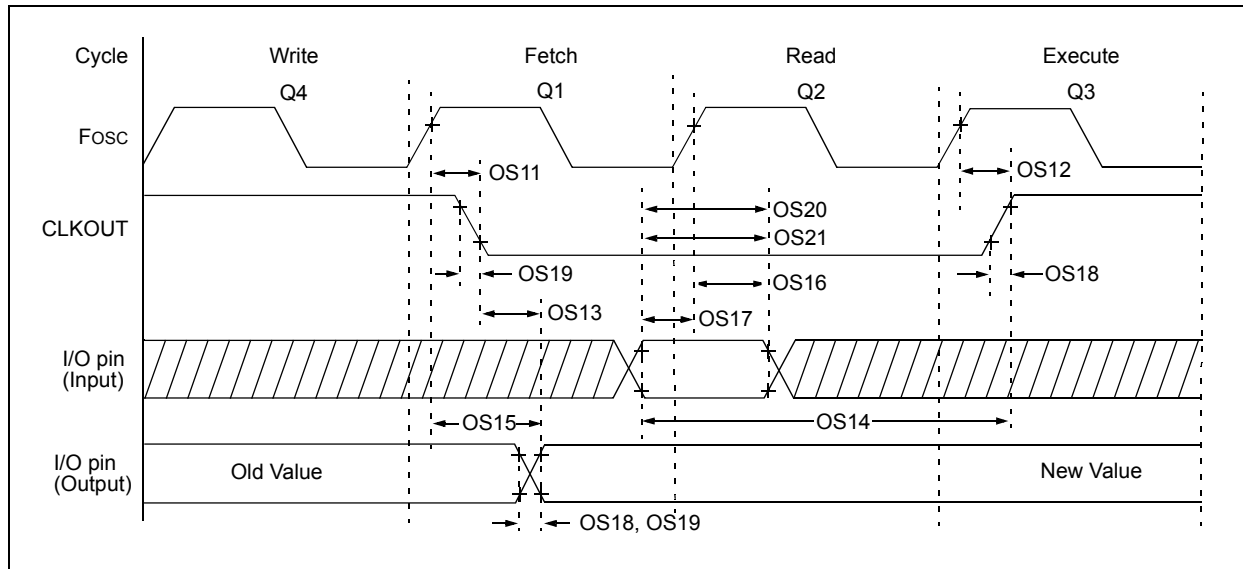 Cycle Write Fetch Read Execute
Q4 Q1 Q2 Q3
FOSC
OS11 OS12
CLKOUT
OS20
OS21
OS19 OS16 OS18
OS13 OS17
I/O pin
(Input)
OS15 OS14
I/O pin
(Output)
Old Value New Value
OS18, OS19